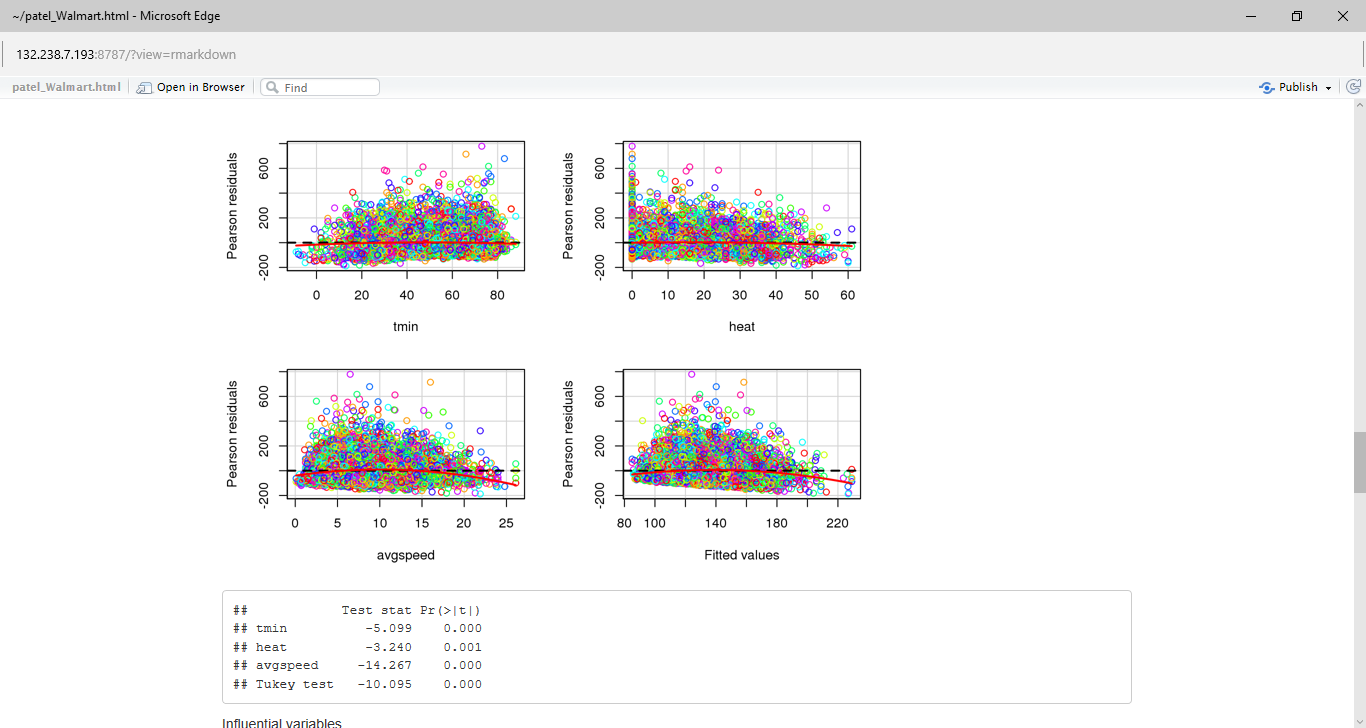 ~/patel_Walmart.html - Microsoft Edge
132.238.7.193:8787/?view=rmarkdown
patel_Walmart.html Open in Browser Find Publish
Pearson residuals
-200 200 600
0 20 40 60 80
tmin
Pearson residuals
-200 200 600
0 10 20 30 40 50 60
heat
Pearson residuals
-200 200 600
0 5 10 15 20 25
avgspeed
Pearson residuals
-200 200 600
80 100 140 180 220
Fitted values
## Test stat Pr(>|t|)
## tmin -5.099 0.000
## heat -3.240 0.001
## avgspeed -14.267 0.000
## Tukey test -10.095 0.000
Influential variables